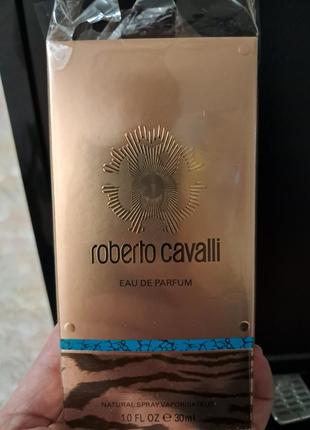 roberto cavalli
EAU DE PARFUM
NATURAL SPRAY VAPORISATEUR
1.0 FL OZ ℮ 30ml